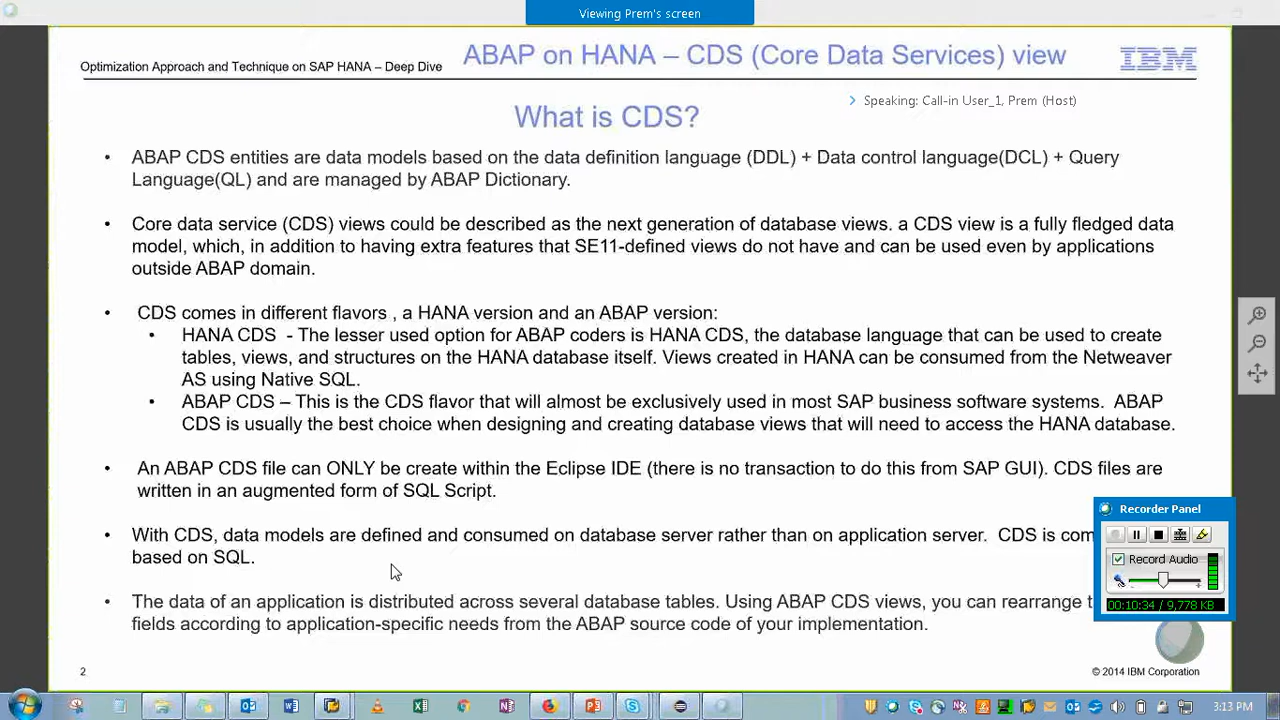 Viewing Prem's screen
ABAP on HANA – CDS (Core Data Services) view
IBM
Optimization Approach and Technique on SAP HANA – Deep Dive
Speaking: Call-in User_1, Prem (Host)
What is CDS?
• ABAP CDS entities are data models based on the data definition language (DDL) + Data control language(DCL) + Query
Language(QL) and are managed by ABAP Dictionary.
• Core data service (CDS) views could be described as the next generation of database views. a CDS view is a fully fledged data
model, which, in addition to having extra features that SE11-defined views do not have and can be used even by applications
outside ABAP domain.
• CDS comes in different flavors , a HANA version and an ABAP version:
• HANA CDS - The lesser used option for ABAP coders is HANA CDS, the database language that can be used to create
tables, views, and structures on the HANA database itself. Views created in HANA can be consumed from the Netweaver
AS using Native SQL.
• ABAP CDS – This is the CDS flavor that will almost be exclusively used in most SAP business software systems. ABAP
CDS is usually the best choice when designing and creating database views that will need to access the HANA database.
• An ABAP CDS file can ONLY be create within the Eclipse IDE (there is no transaction to do this from SAP GUI). CDS files are
written in an augmented form of SQL Script.
• With CDS, data models are defined and consumed on database server rather than on application server. CDS is com
based on SQL.
• The data of an application is distributed across several database tables. Using ABAP CDS views, you can rearrange t
fields according to application-specific needs from the ABAP source code of your implementation.
Recorder Panel
Record Audio
00:10:34 / 9,778 KB
2
© 2014 IBM Corporation
3:13 PM